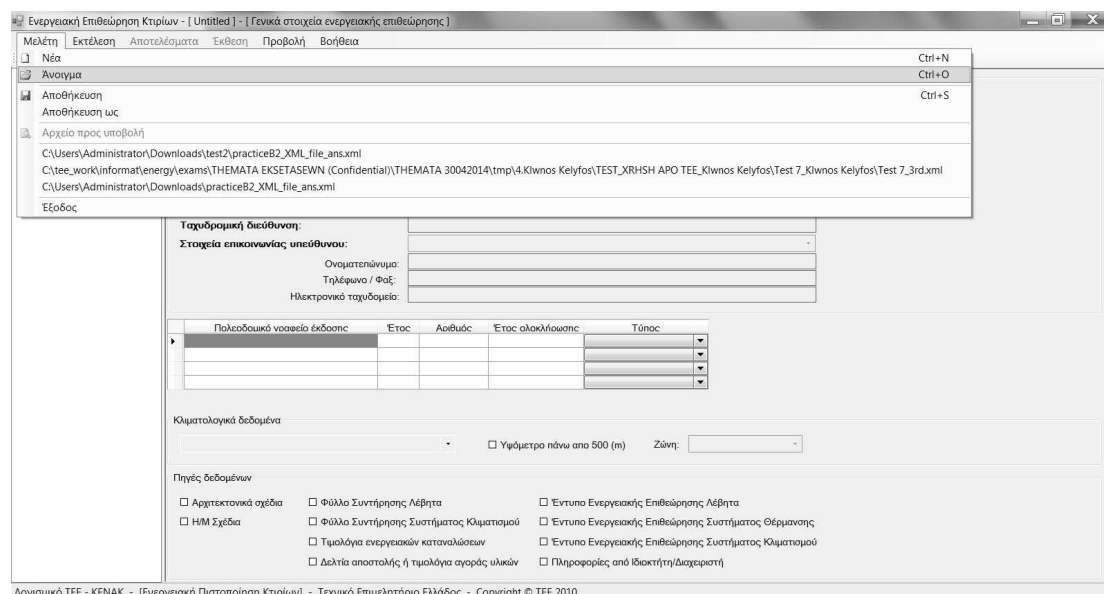 Ενεργειακή Επιθεώρηση Κτιρίων - [ Untitled ] - [ Γενικά στοιχεία ενεργειακής επιθεώρησης ]
Μελέτη Εκτέλεση Αποτελέσματα Έκθεση Προβολή Βοήθεια
Νέα Ctrl+N
Άνοιγμα Ctrl+O
Αποθήκευση Ctrl+S
Αποθήκευση ως
Αρχείο προς υποβολή
C:\Users\Administrator\Downloads\test2\practiceB2_XML_file_ans.xml
C:\tee_work\informat\energy\exams\THEMATA EKSETASEWN (Confidential)\THEMATA 30042014\tmp\4.Klwnos Kelyfos\TEST_XRHSH APO TEE_Klwnos Kelyfos\Test 7_Klwnos Kelyfos\Test 7_3rd.xml
C:\Users\Administrator\Downloads\practiceB2_XML_file_ans.xml
Έξοδος
Ταχυδρομική διεύθυνση:
Στοιχεία επικοινωνίας υπεύθυνου:
Ονοματεπώνυμο:
Τηλέφωνο / Φαξ:
Ηλεκτρονικό ταχυδομείο:
Πολεοδομικό γραφείο έκδοσης Έτος Αριθμός Έτος ολοκλήρωσης Τύπος
Κλιματολογικά δεδομένα
Υψόμετρο πάνω απο 500 (m) Ζώνη:
Πηγές δεδομένων
Αρχιτεκτονικά σχέδια Φύλλο Συντήρησης Λέβητα Έντυπο Ενεργειακής Επιθεώρησης Λέβητα
Η/Μ Σχέδια Φύλλο Συντήρησης Συστήματος Κλιματισμού Έντυπο Ενεργειακής Επιθεώρησης Συστήματος Θέρμανσης
Τιμολόγια ενεργειακών καταναλώσεων Έντυπο Ενεργειακής Επιθεώρησης Συστήματος Κλιματισμού
Δελτία αποστολής ή τιμολόγια αγοράς υλικών Πληροφορίες από Ιδιοκτήτη/Διαχειριστή
Λογισμικό ΤΕΕ - ΚΕΝΑΚ - [Ενεργειακή Πιστοποίηση Κτιρίων] - Τεχνικό Επιμελητήριο Ελλάδος - Copyright © ΤΕΕ 2010